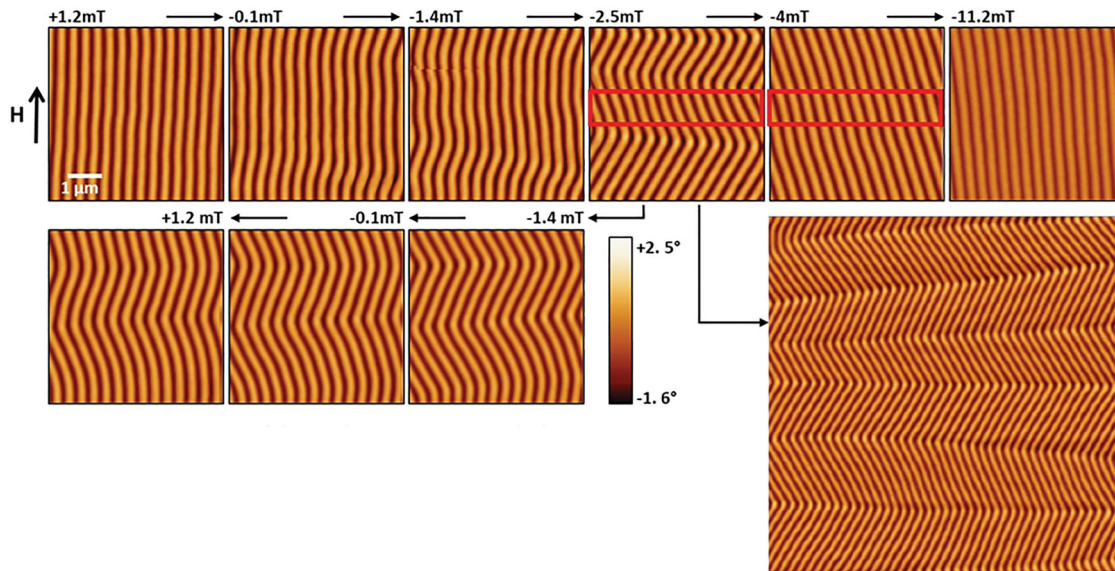 +1.2mT
-0.1mT
-1.4mT
-2.5mT
-4mT
-11.2mT
H
1 µm
+1.2 mT
-0.1mT
-1.4 mT
+2. 5°
-1. 6°